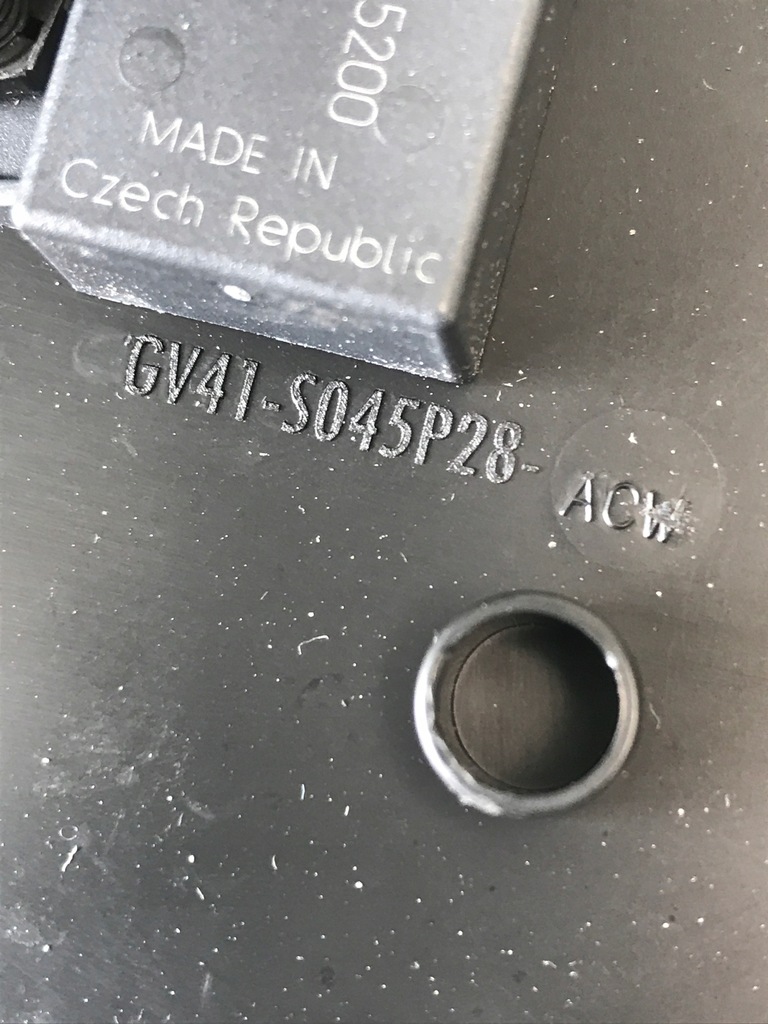 5200
MADE IN
Czech Republic
GV41-S045P28-
ACW